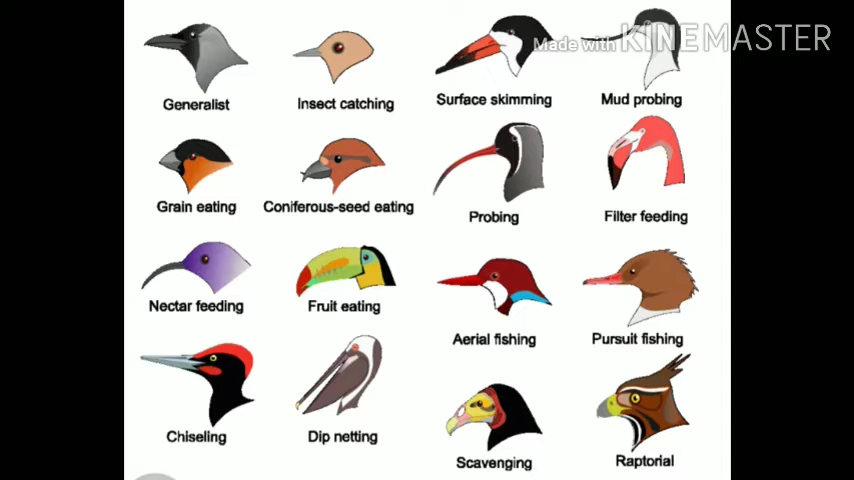 Made with KINEMASTER
Generalist
Insect catching
Surface skimming
Mud probing
Grain eating
Coniferous-seed eating
Probing
Filter feeding
Nectar feeding
Fruit eating
Aerial fishing
Pursuit fishing
Chiseling
Dip netting
Scavenging
Raptorial